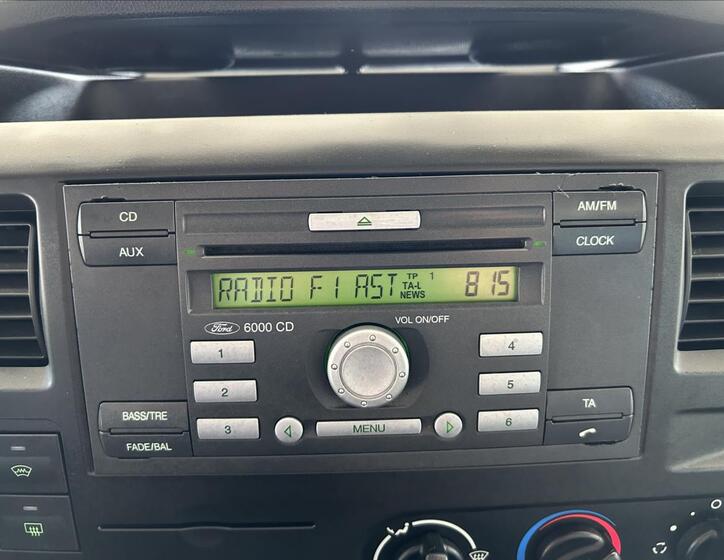 CD
AM/FM
AUX
CLOCK
RADIO F1 AST TP 1 TA-L NEWS 815
Ford 6000 CD
VOL ON/OFF
1
4
2
5
3
MENU
6
BASS/TRE
TA
FADE/BAL